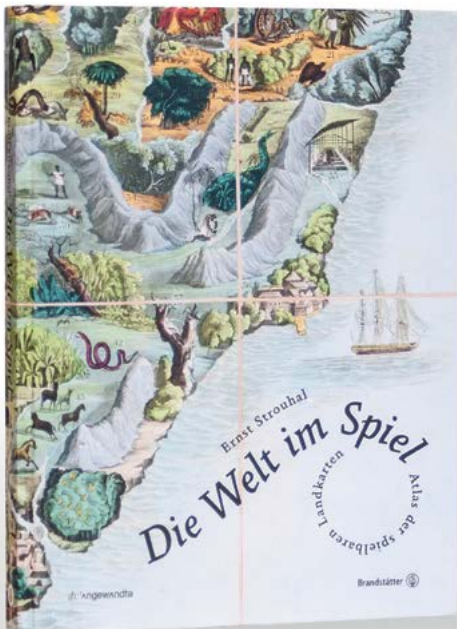 Ernst Strouhal
Die Welt im Spiel
Atlas der spielbaren Landkarten
Brandstätter